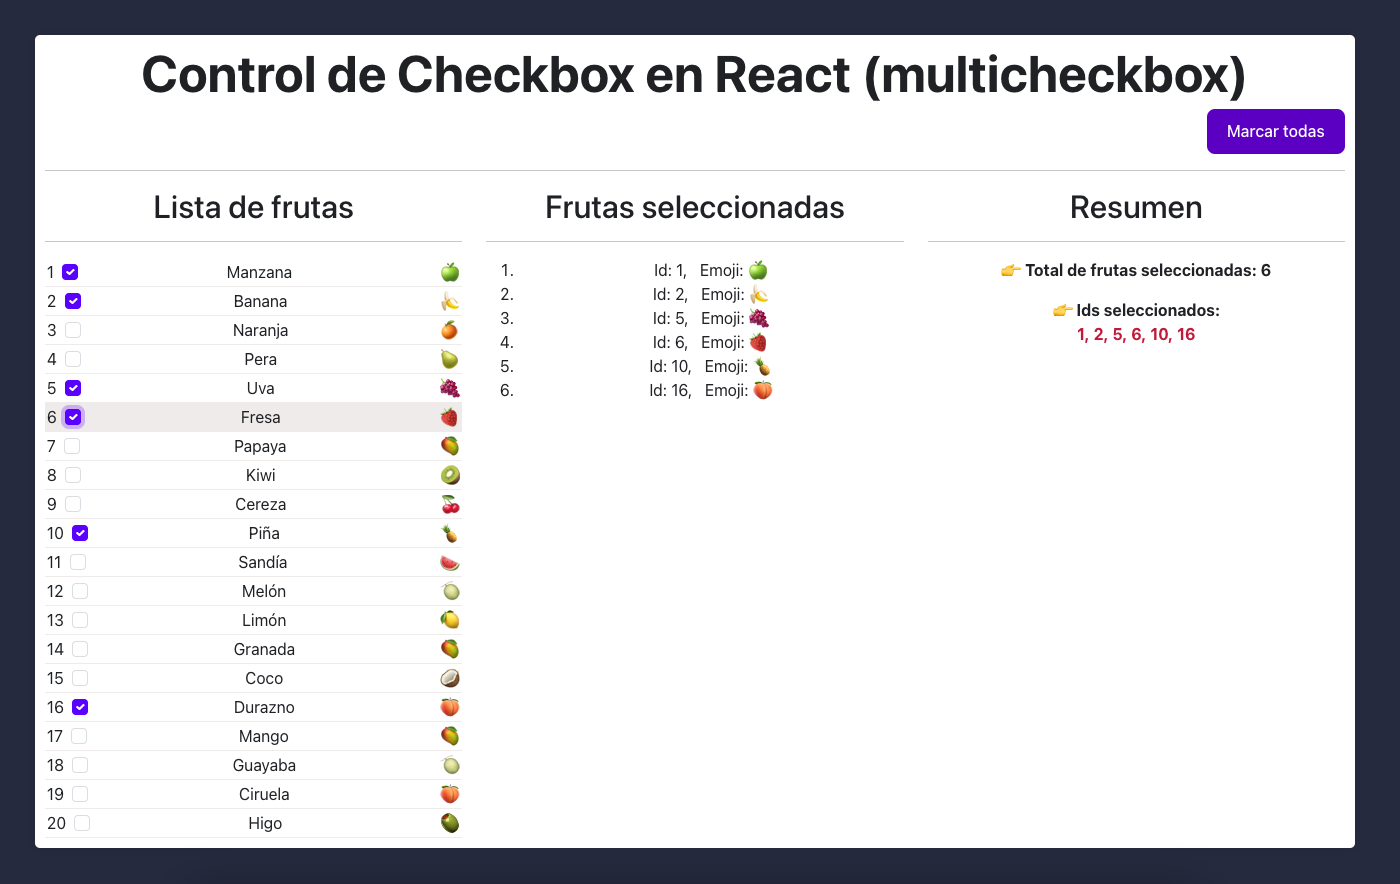 Control de Checkbox en React (multicheckbox)
Marcar todas
Lista de frutas
1 Manzana 🍏
2 Banana 🍌
3 Naranja 🍊
4 Pera 🍐
5 Uva 🍇
6 Fresa 🍓
7 Papaya 🥭
8 Kiwi 🥝
9 Cereza 🍒
10 Piña 🍍
11 Sandía 🍉
12 Melón 🍈
13 Limón 🍋
14 Granada 🥭
15 Coco 🥥
16 Durazno 🍑
17 Mango 🥭
18 Guayaba 🍈
19 Ciruela 🍑
20 Higo 🥑
Frutas seleccionadas
1. Id: 1, Emoji: 🍏
2. Id: 2, Emoji: 🍌
3. Id: 5, Emoji: 🍇
4. Id: 6, Emoji: 🍓
5. Id: 10, Emoji: 🍍
6. Id: 16, Emoji: 🍑
Resumen
👉 Total de frutas seleccionadas: 6
👉 Ids seleccionados:
1, 2, 5, 6, 10, 16